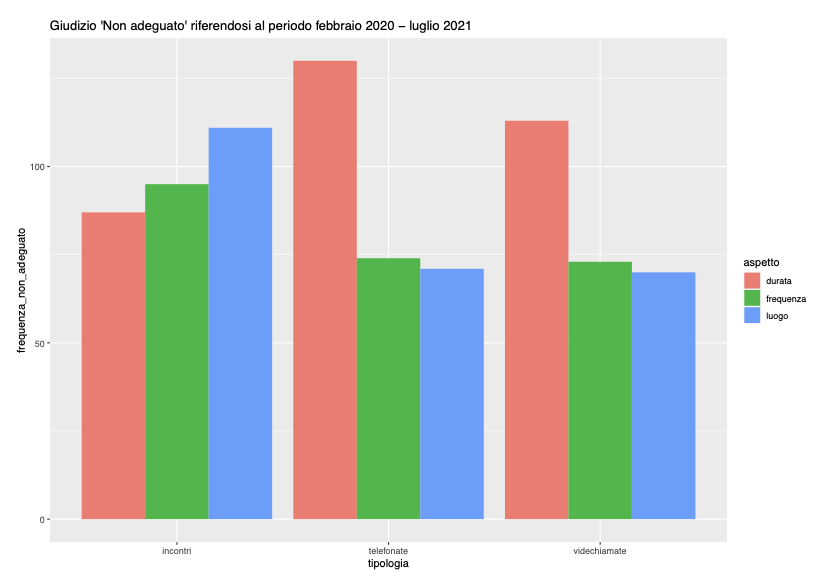 Giudizio 'Non adeguato' riferendosi al periodo febbraio 2020 – luglio 2021
frequenza_non_adeguato
100
50
0
incontri
telefonate
videchiamate
tipologia
aspetto
durata
frequenza
luogo